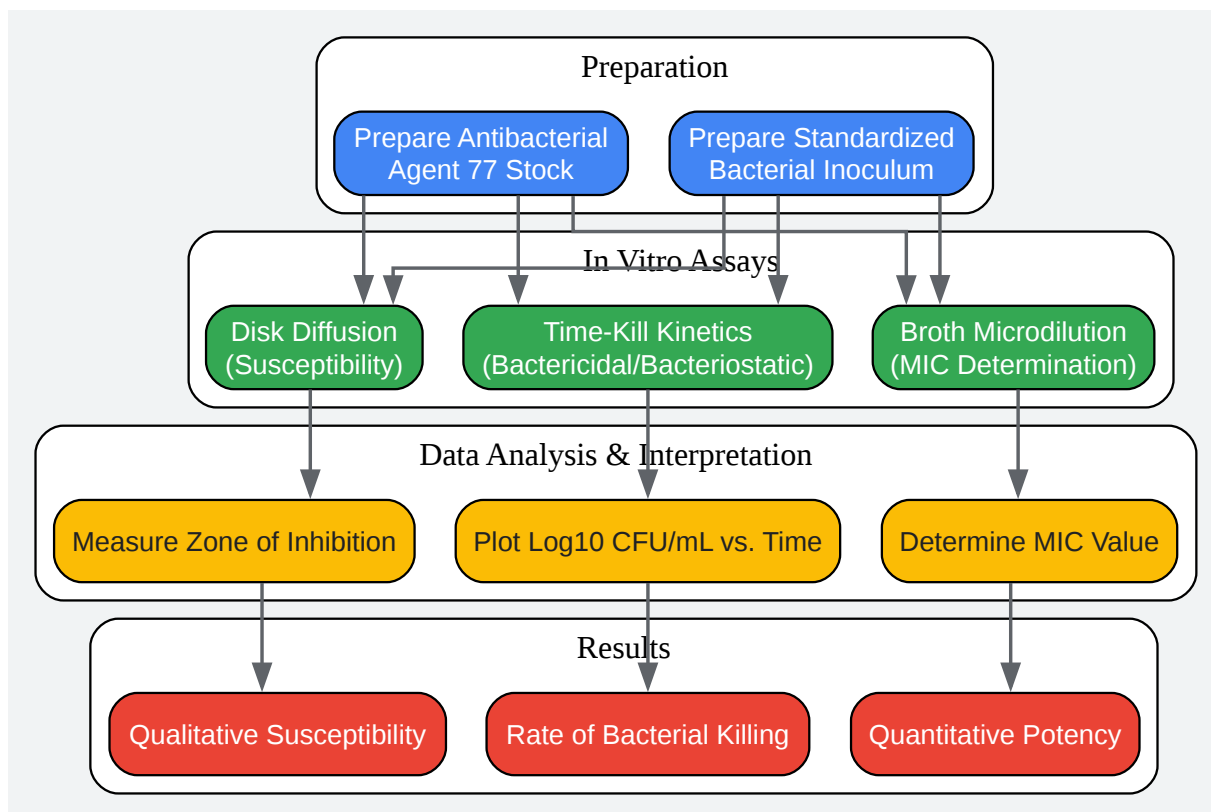 Preparation
Prepare Antibacterial
Agent 77 Stock
Prepare Standardized
Bacterial Inoculum
In Vitro Assays
Disk Diffusion
(Susceptibility)
Time-Kill Kinetics
(Bactericidal/Bacteriostatic)
Broth Microdilution
(MIC Determination)
Data Analysis & Interpretation
Measure Zone of Inhibition
Plot Log10 CFU/mL vs. Time
Determine MIC Value
Results
Qualitative Susceptibility
Rate of Bacterial Killing
Quantitative Potency